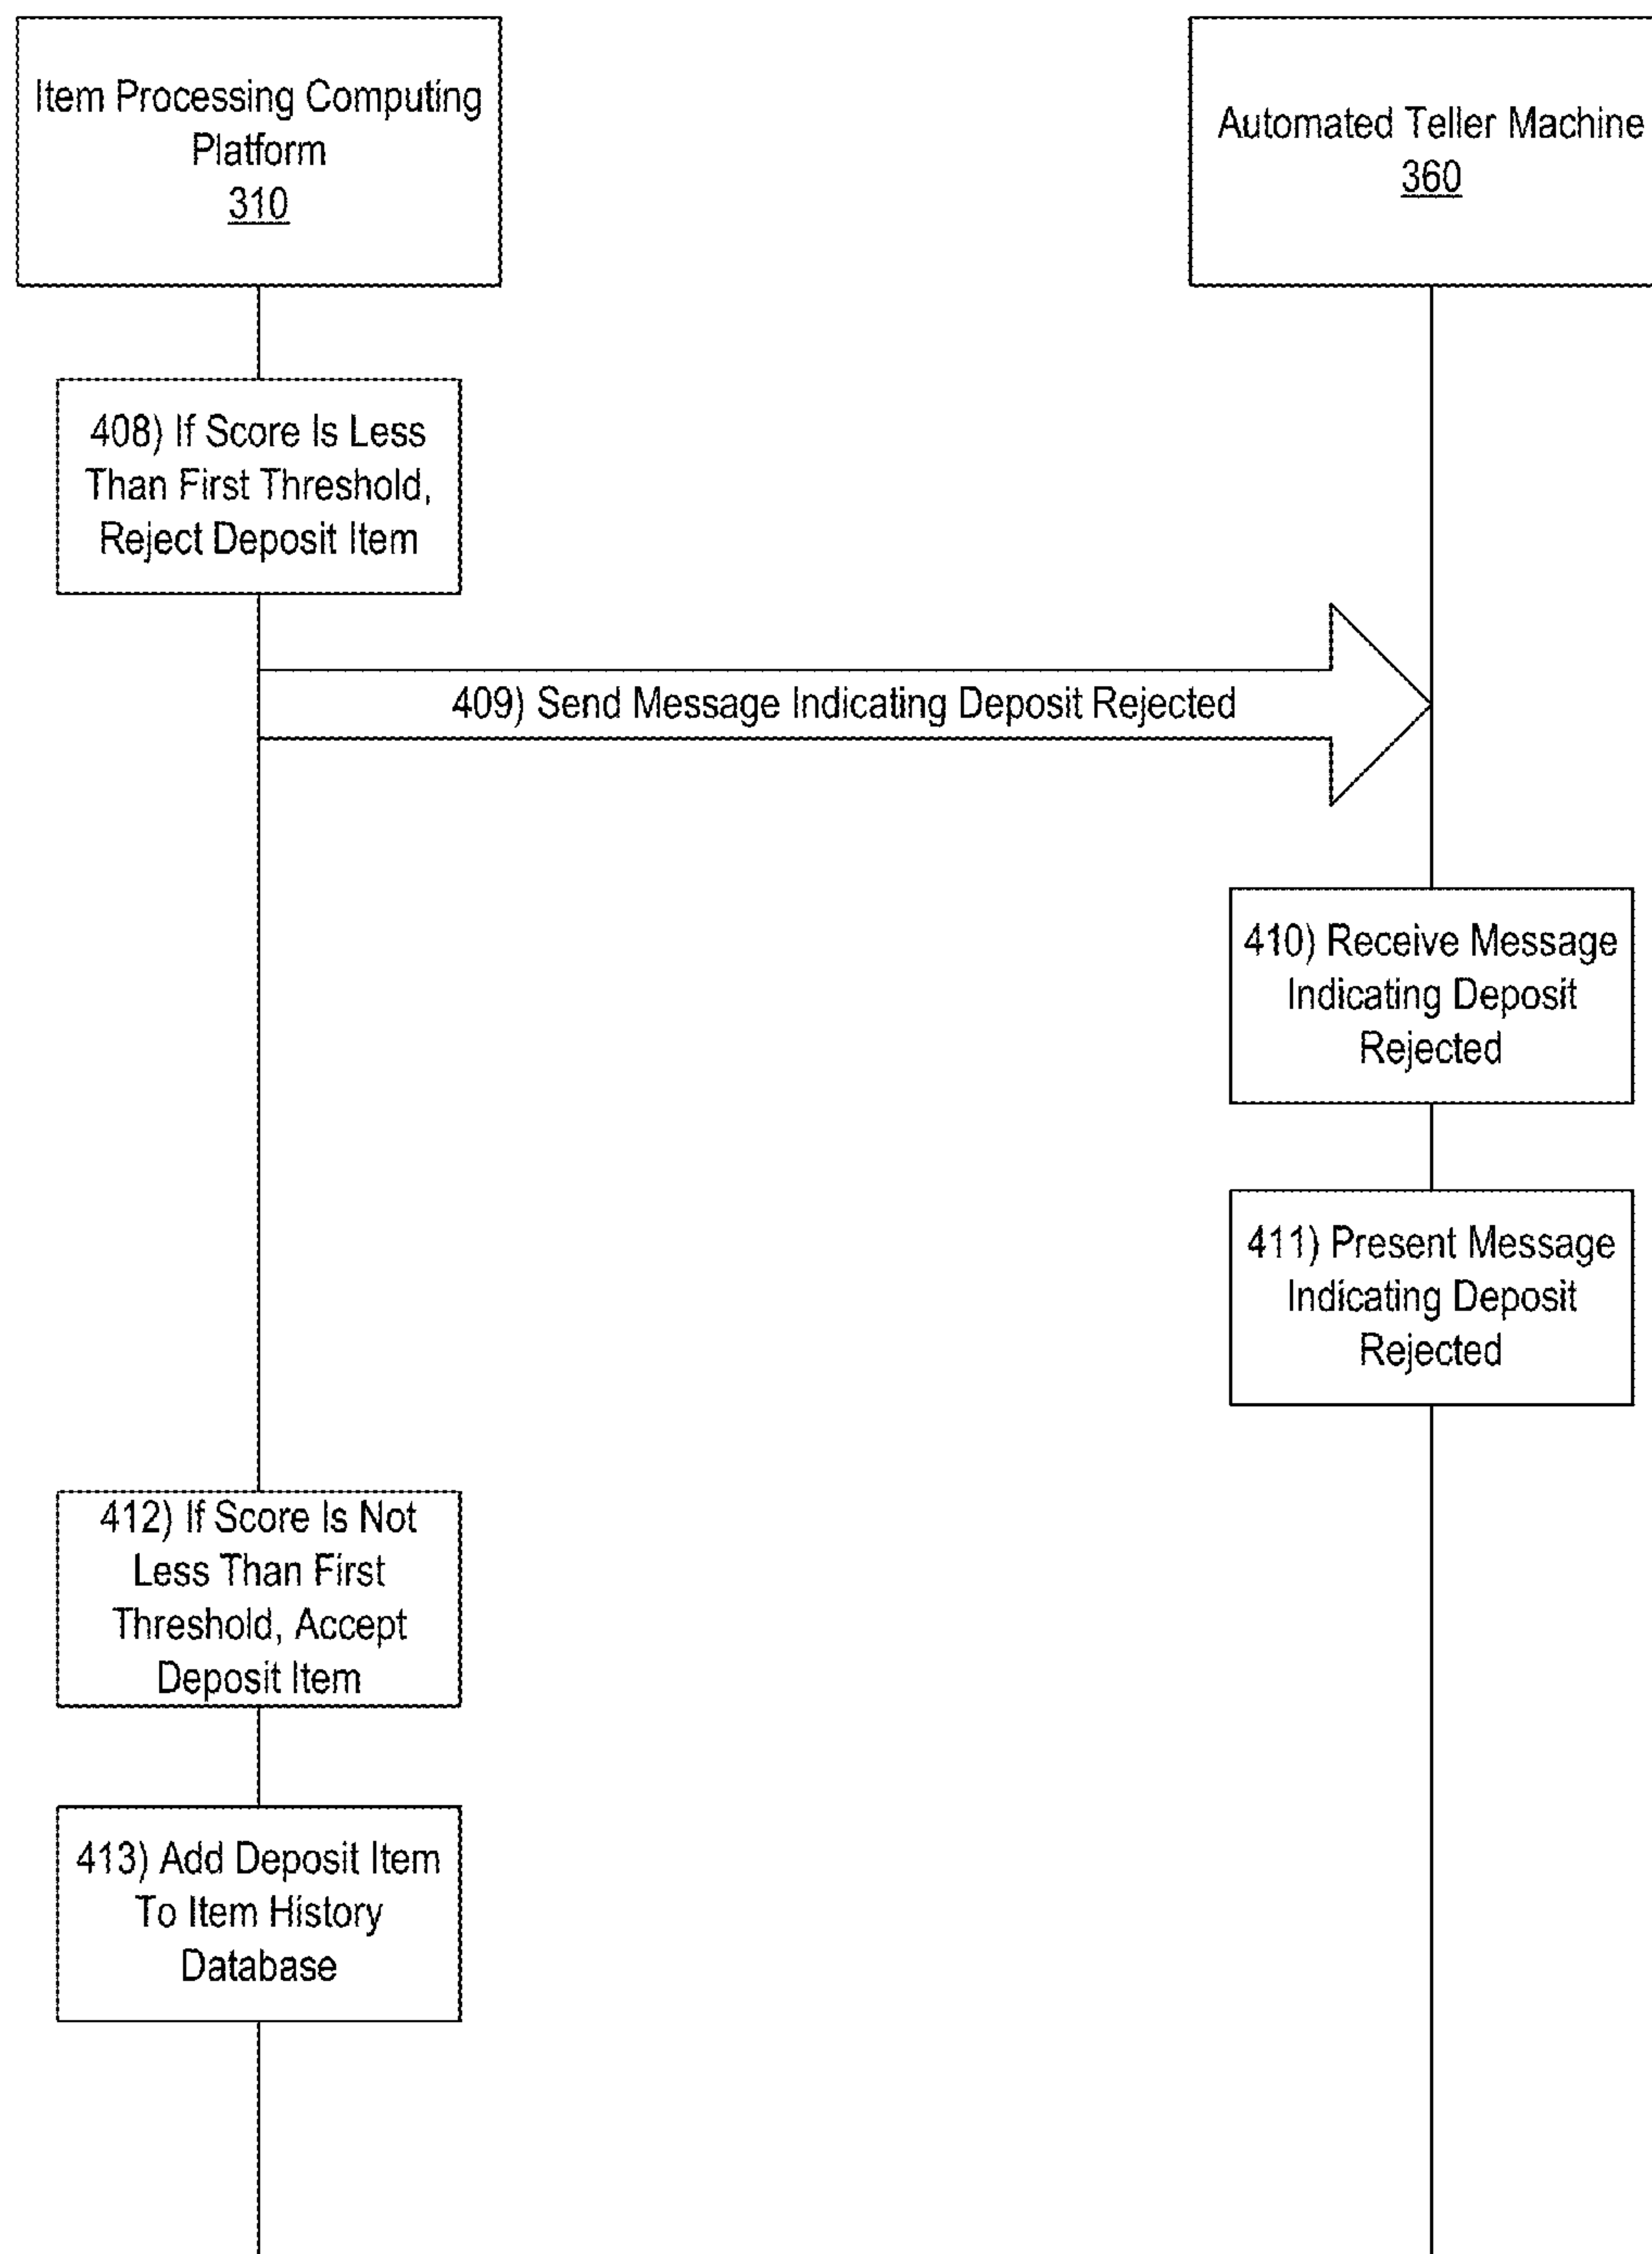 Item Processing Computing
Platform
310
Automated Teller Machine
360
408) If Score Is Less
Than First Threshold,
Reject Deposit Item
409) Send Message Indicating Deposit Rejected
410) Receive Message
Indicating Deposit
Rejected
411) Present Message
Indicating Deposit
Rejected
412) If Score Is Not
Less Than First
Threshold, Accept
Deposit Item
413) Add Deposit Item
To Item History
Database